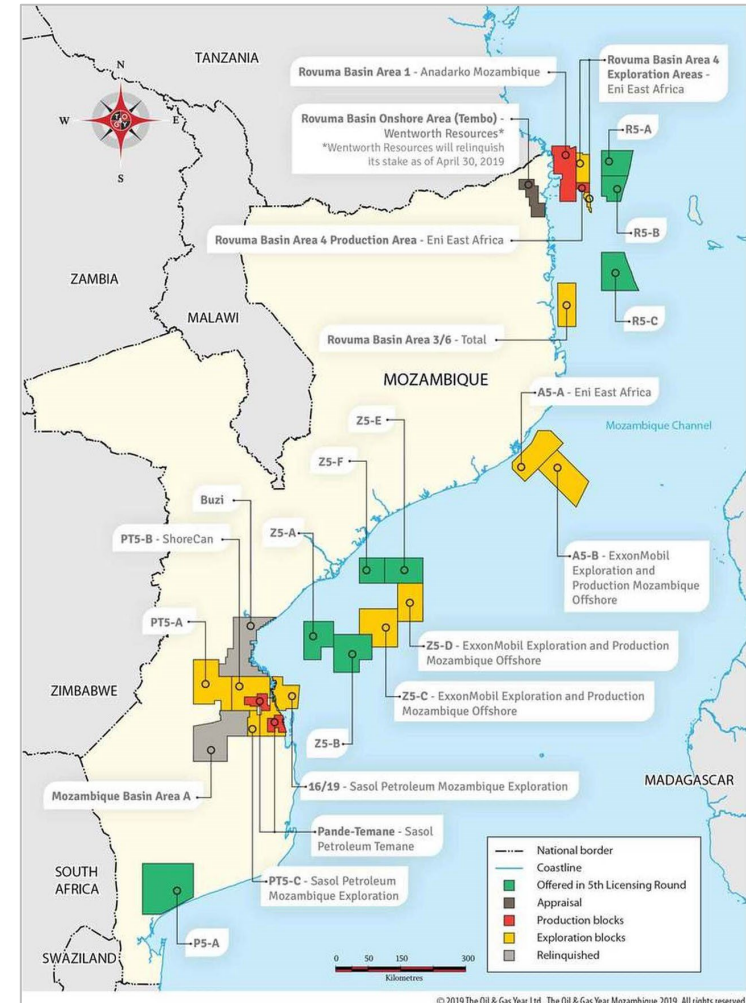 TANZANIA
N
W
E
S
Rovuma Basin Area 1 - Anadarko Mozambique
Rovuma Basin Area 4
Exploration Areas -
Eni East Africa
Rovuma Basin Onshore Area (Tembo) -
Wentworth Resources*
*Wentworth Resources will relinquish
its stake as of April 30, 2019
R5-A
R5-B
Rovuma Basin Area 4 Production Area - Eni East Africa
ZAMBIA
MALAWI
R5-C
Rovuma Basin Area 3/6 - Total
MOZAMBIQUE
A5-A - Eni East Africa
Z5-E
Mozambique Channel
Z5-F
Buzi
Z5-A
PT5-B - ShoreCan
A5-B - ExxonMobil
Exploration and
Production Mozambique
Offshore
PT5-A
Z5-D - ExxonMobil Exploration and Production
Mozambique Offshore
ZIMBABWE
Z5-C - ExxonMobil Exploration and Production
Mozambique Offshore
Z5-B
MADAGASCAR
16/19 - Sasol Petroleum Mozambique Exploration
Mozambique Basin Area A
Pande-Temane - Sasol
Petroleum Temane
SOUTH
AFRICA
PT5-C - Sasol Petroleum
Mozambique Exploration
P5-A
SWAZILAND
National border
Coastline
Offered in 5th Licensing Round
Appraisal
Production blocks
Exploration blocks
Relinquished
0 50 150 300
Kilometres
© 2019 The Oil & Gas Year Ltd. The Oil & Gas Year Mozambique 2019. All rights reserved